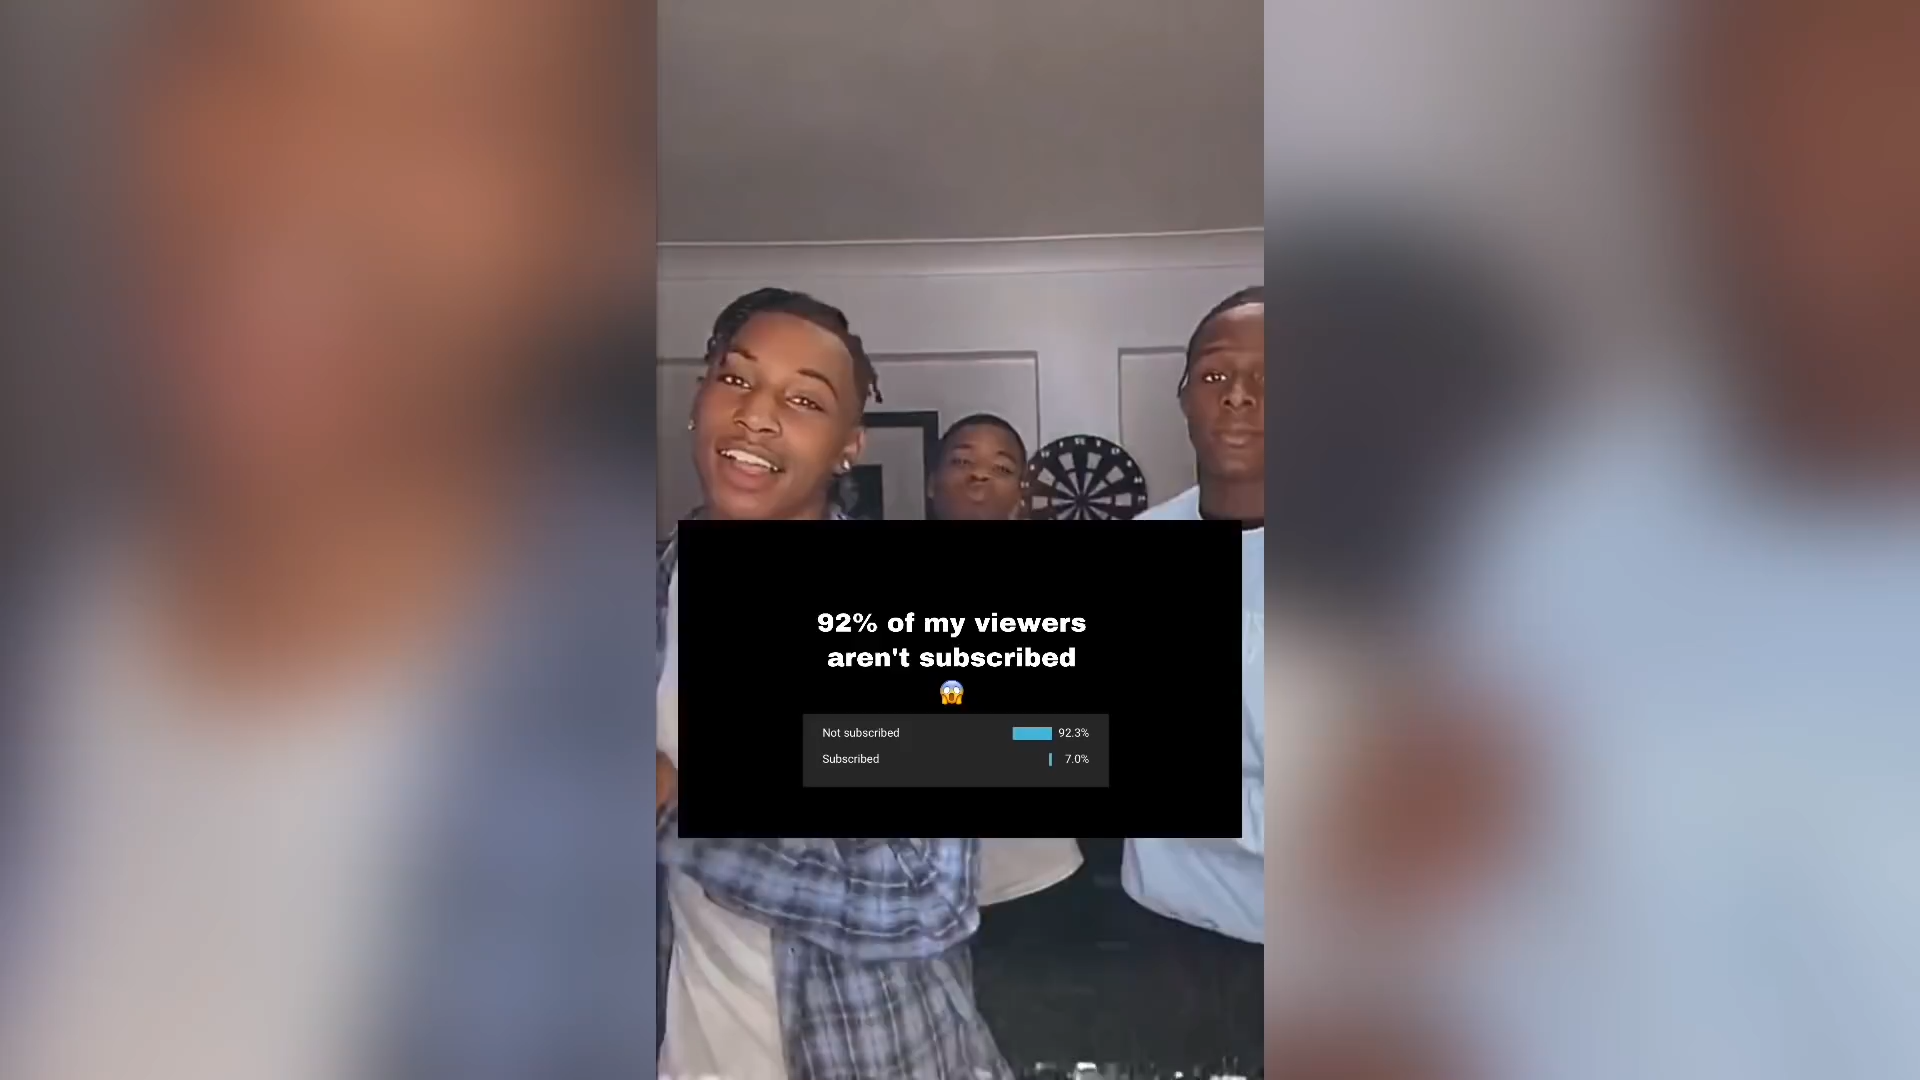 92% of my viewers
aren't subscribed
😱
Not subscribed 92.3%
Subscribed 7.0%